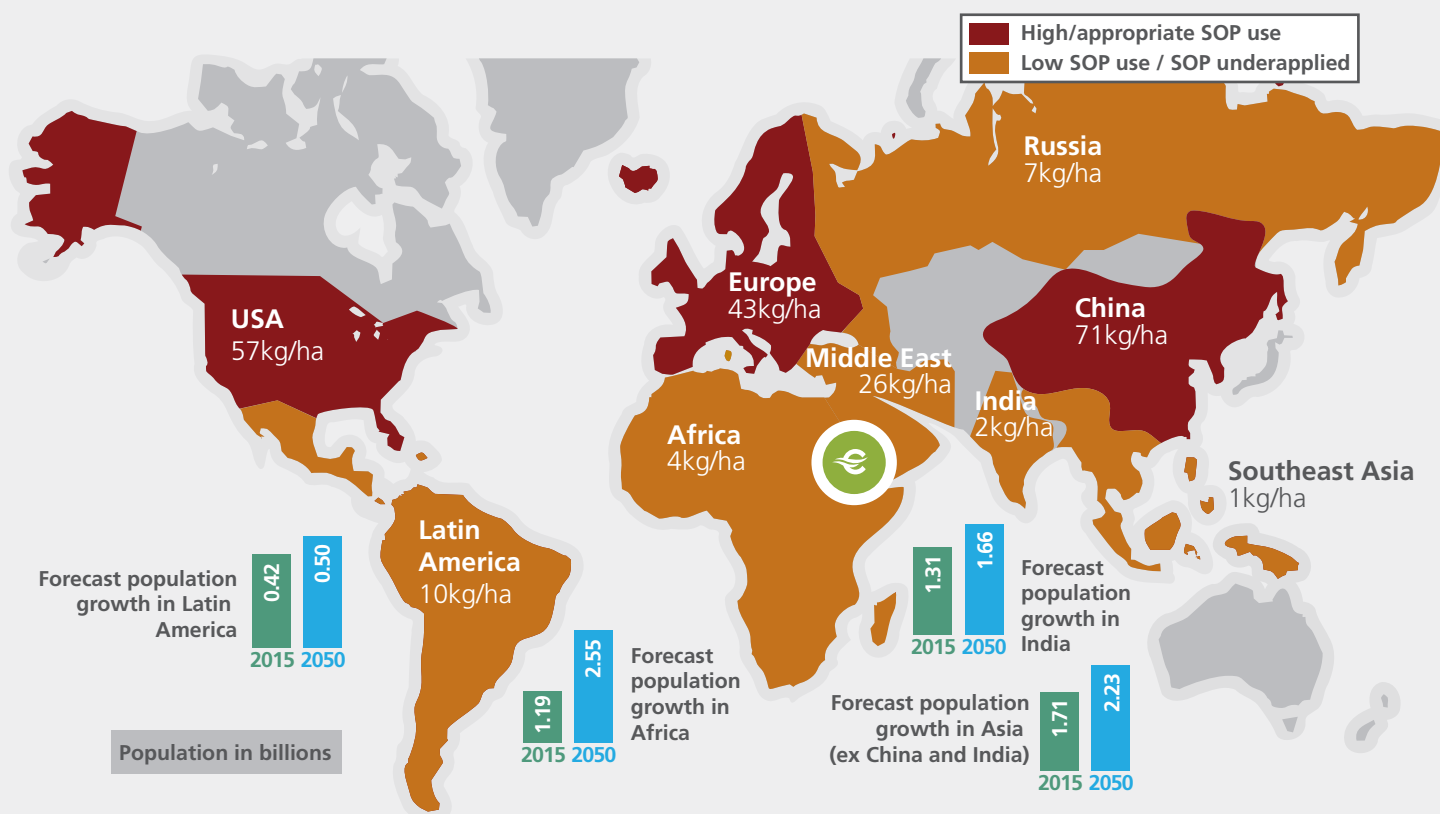 High/appropriate SOP use
Low SOP use / SOP underapplied
Russia
7kg/ha
USA
57kg/ha
Europe
43kg/ha
China
71kg/ha
Middle East
26kg/ha
India
2kg/ha
Africa
4kg/ha
Southeast Asia
1kg/ha
Latin
America
10kg/ha
Forecast population
growth in Latin
America
0.42
0.50
2015 2050
Forecast
population
growth in
Africa
1.19
2.55
2015 2050
Forecast
population
growth in
India
1.31
1.66
2015 2050
Forecast population
growth in Asia
(ex China and India)
1.71
2.23
2015 2050
Population in billions